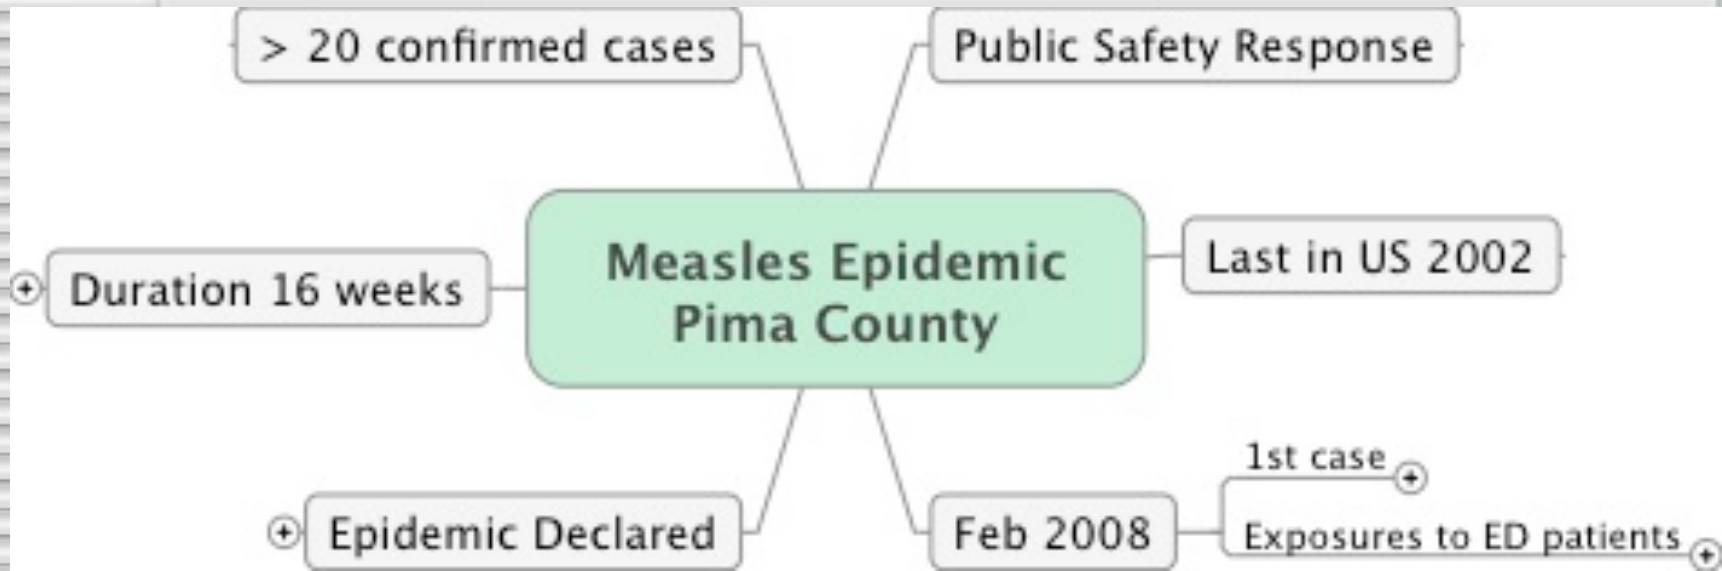 > 20 confirmed cases
Public Safety Response
Measles Epidemic
Pima County
Last in US 2002
Duration 16 weeks
1st case
Epidemic Declared
Feb 2008
Exposures to ED patients